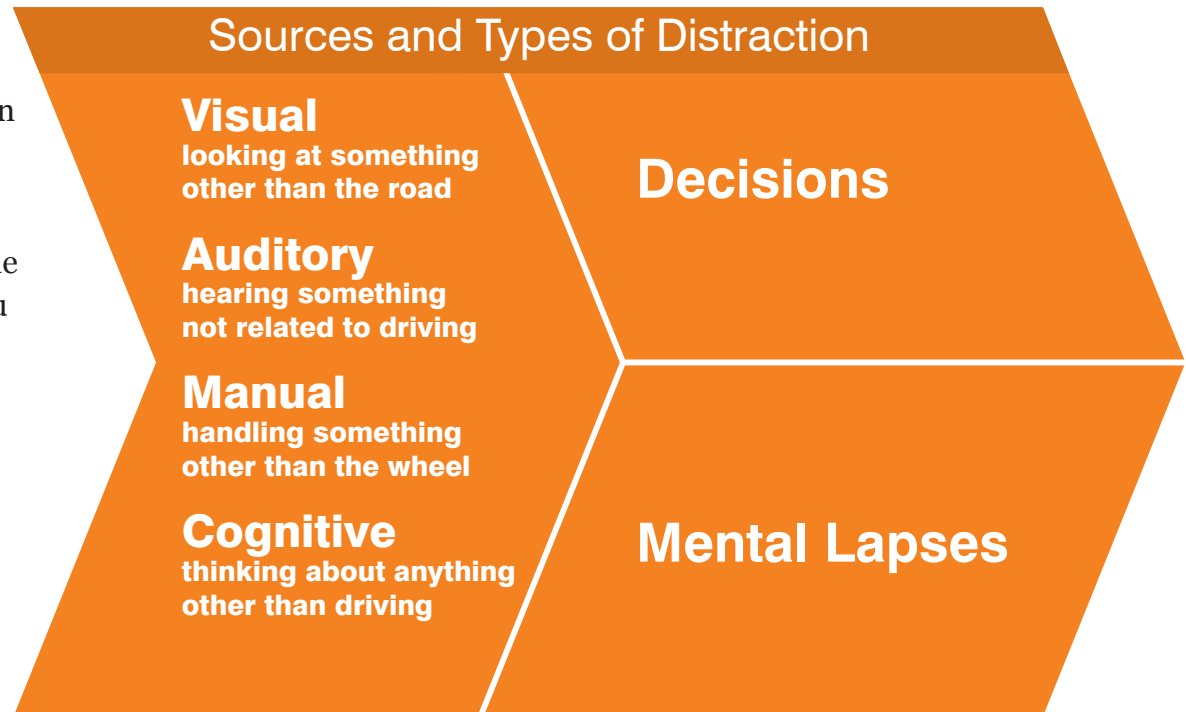 Sources and Types of Distraction
Visual
looking at something
other than the road
Auditory
hearing something
not related to driving
Manual
handling something
other than the wheel
Cognitive
thinking about anything
other than driving
Decisions
Mental Lapses